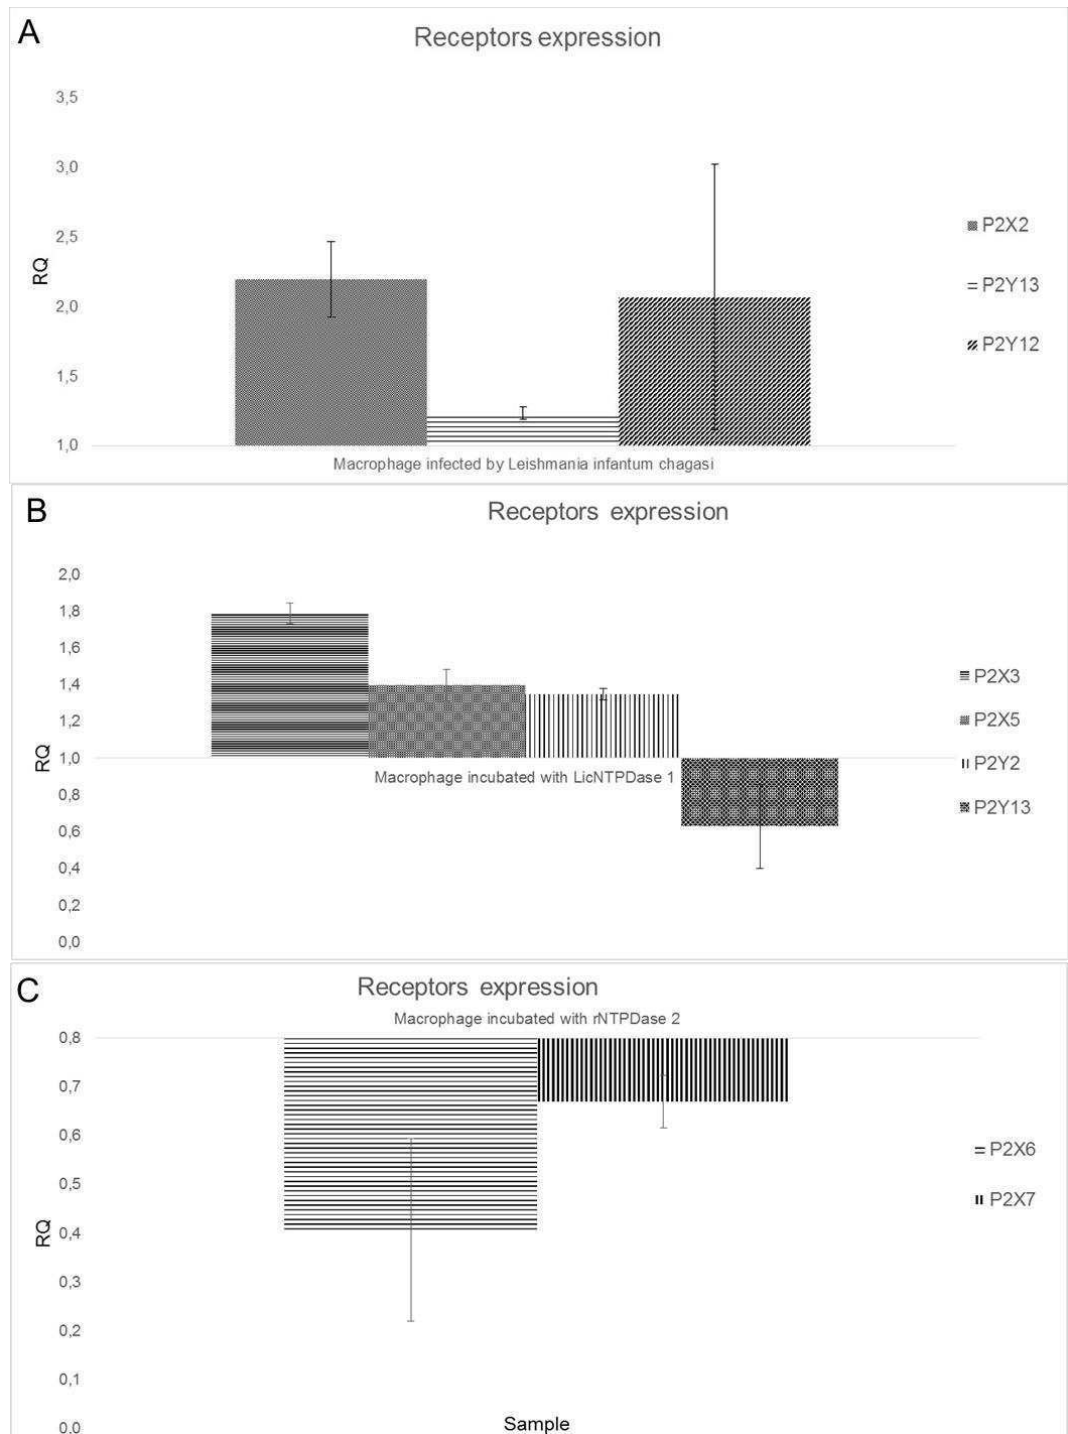 A
Receptors expression
3,5
3,0
2,5
2,0
1,5
1,0
RQ
P2X2
P2Y13
P2Y12
Macrophage infected by Leishmania infantum chagasi
B
Receptors expression
2,0
1,8
1,6
1,4
1,2
1,0
0,8
0,6
0,4
0,2
0,0
RQ
P2X3
P2X5
P2Y2
P2Y13
Macrophage incubated with LicNTPDase 1
C
Receptors expression
Macrophage incubated with rNTPDase 2
0,8
0,7
0,6
0,5
0,4
0,3
0,2
0,1
0,0
RQ
P2X6
P2X7
Sample